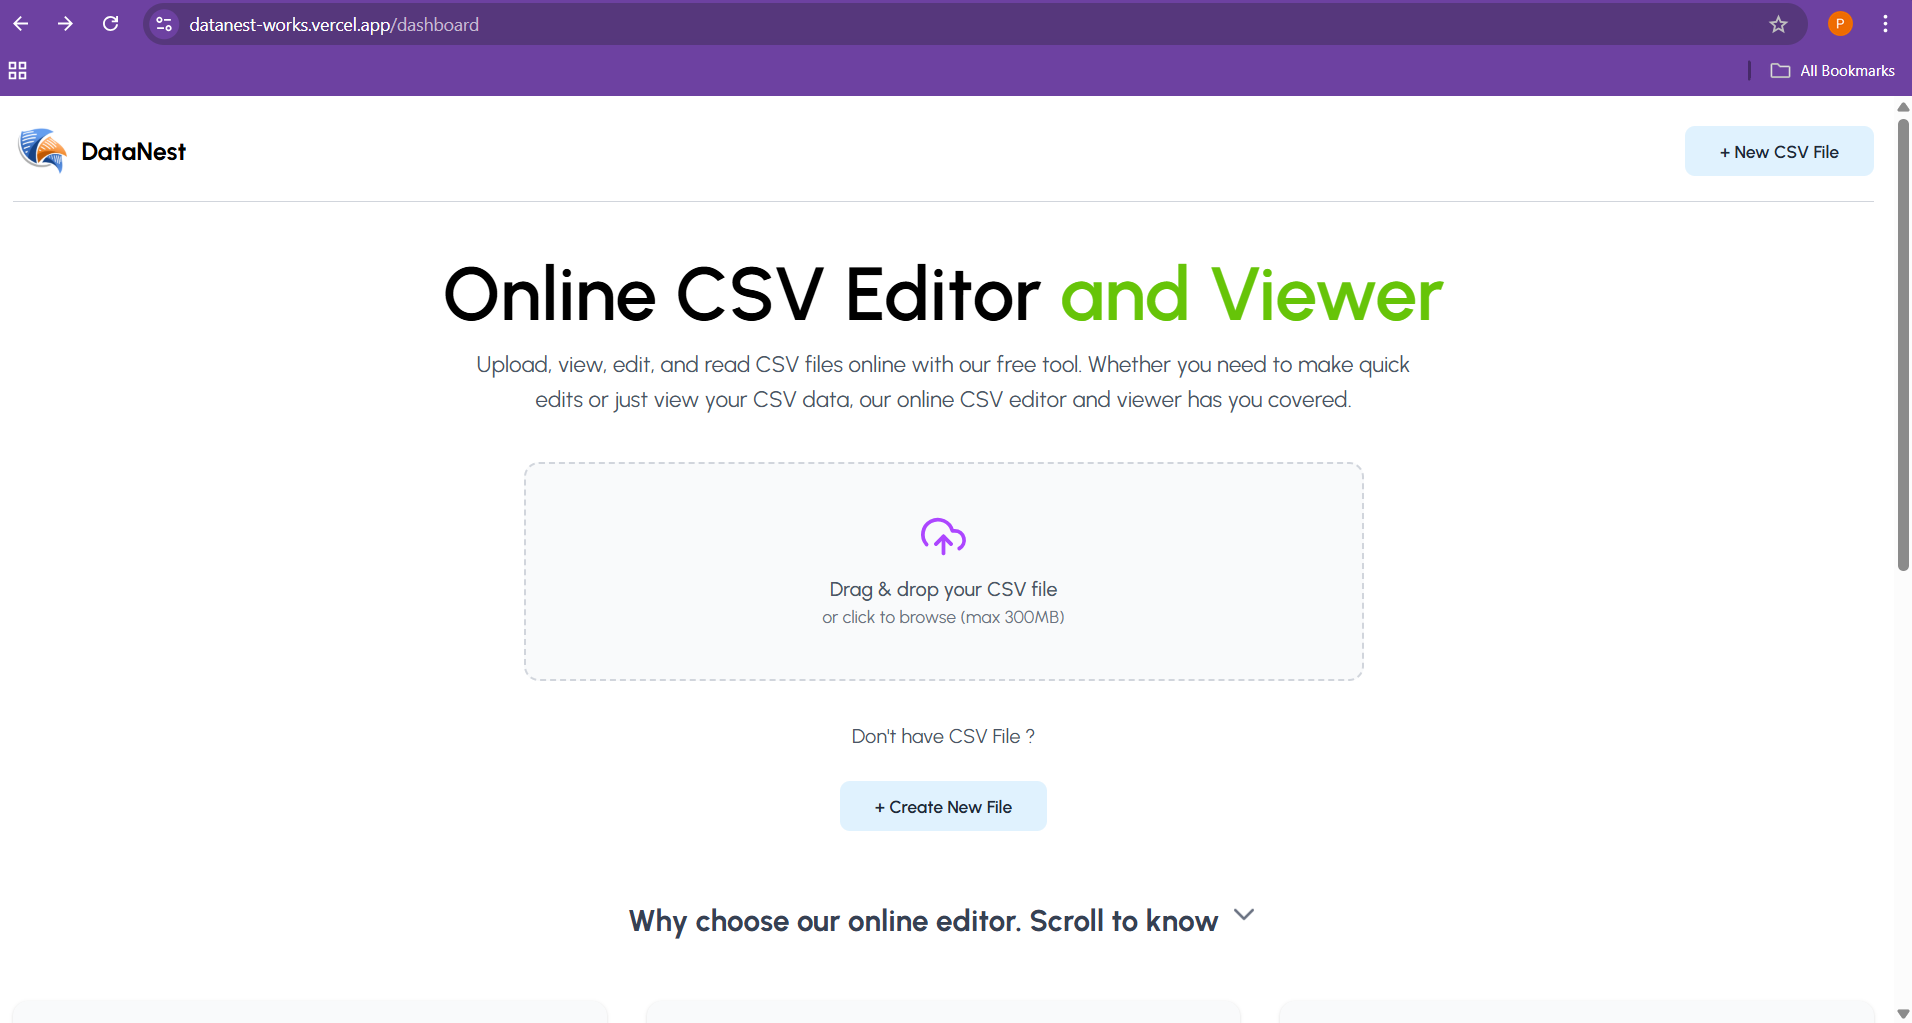 datanest-works.vercel.app/dashboard
P
All Bookmarks
DataNest
+ New CSV File
Online CSV Editor and Viewer
Upload, view, edit, and read CSV files online with our free tool. Whether you need to make quick
edits or just view your CSV data, our online CSV editor and viewer has you covered.
Drag & drop your CSV file
or click to browse (max 300MB)
Don't have CSV File ?
+ Create New File
Why choose our online editor. Scroll to know